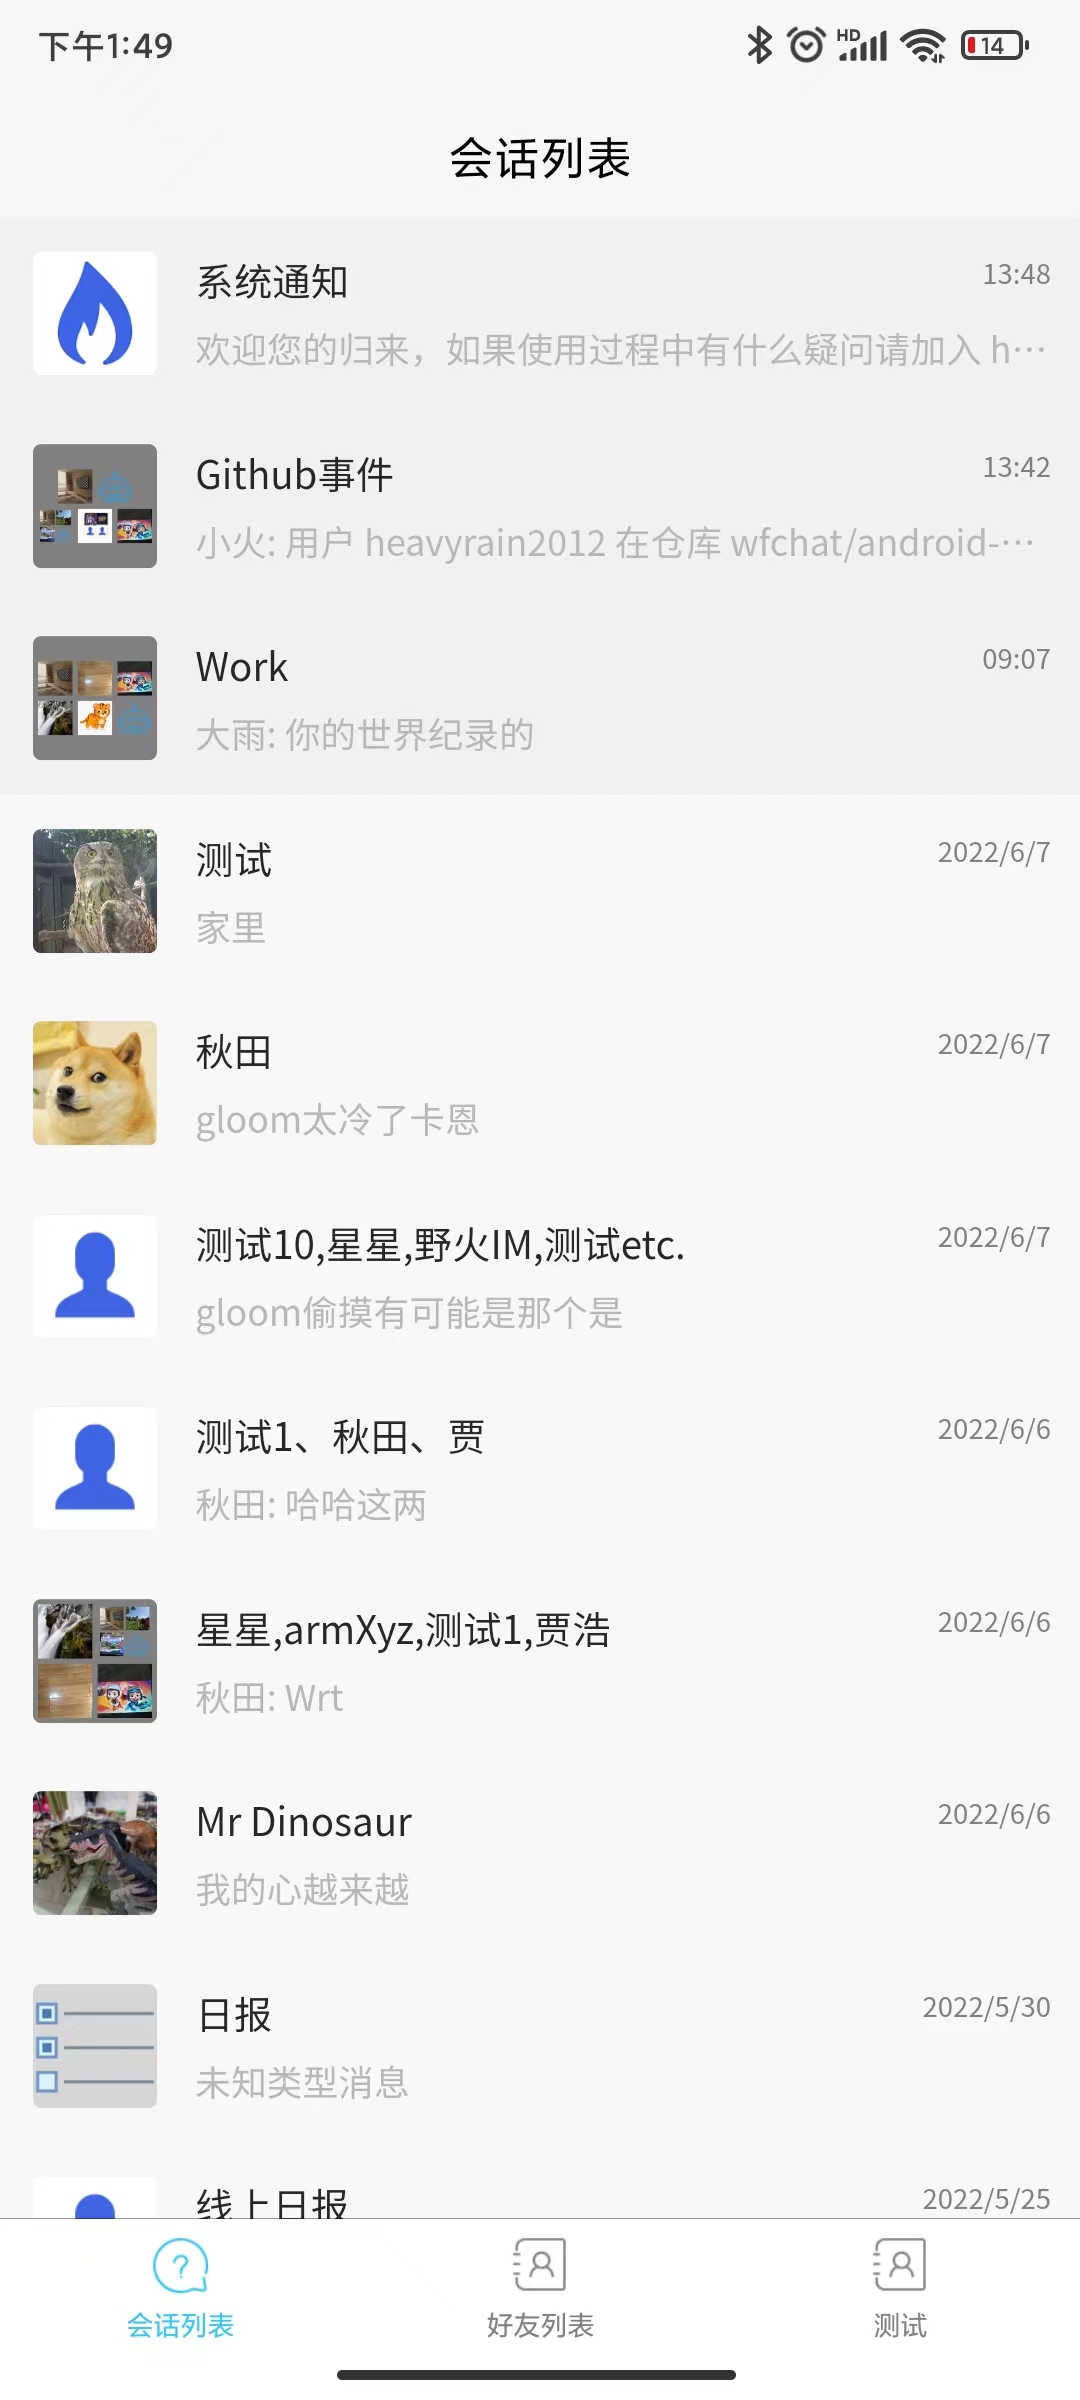 下午1:49
HD
14
会话列表
系统通知
13:48
欢迎您的归来，如果使用过程中有什么疑问请加入 h…
Github事件
13:42
小火: 用户 heavyrain2012 在仓库 wfchat/android-…
Work
09:07
大雨: 你的世界纪录的
测试
2022/6/7
家里
秋田
2022/6/7
gloom太冷了卡恩
测试10,星星,野火IM,测试etc.
2022/6/7
gloom偷摸有可能是那个是
测试1、秋田、贾
2022/6/6
秋田: 哈哈这两
星星,armXyz,测试1,贾浩
2022/6/6
秋田: Wrt
Mr Dinosaur
2022/6/6
我的心越来越
日报
2022/5/30
未知类型消息
线上日报
2022/5/25
会话列表
好友列表
测试